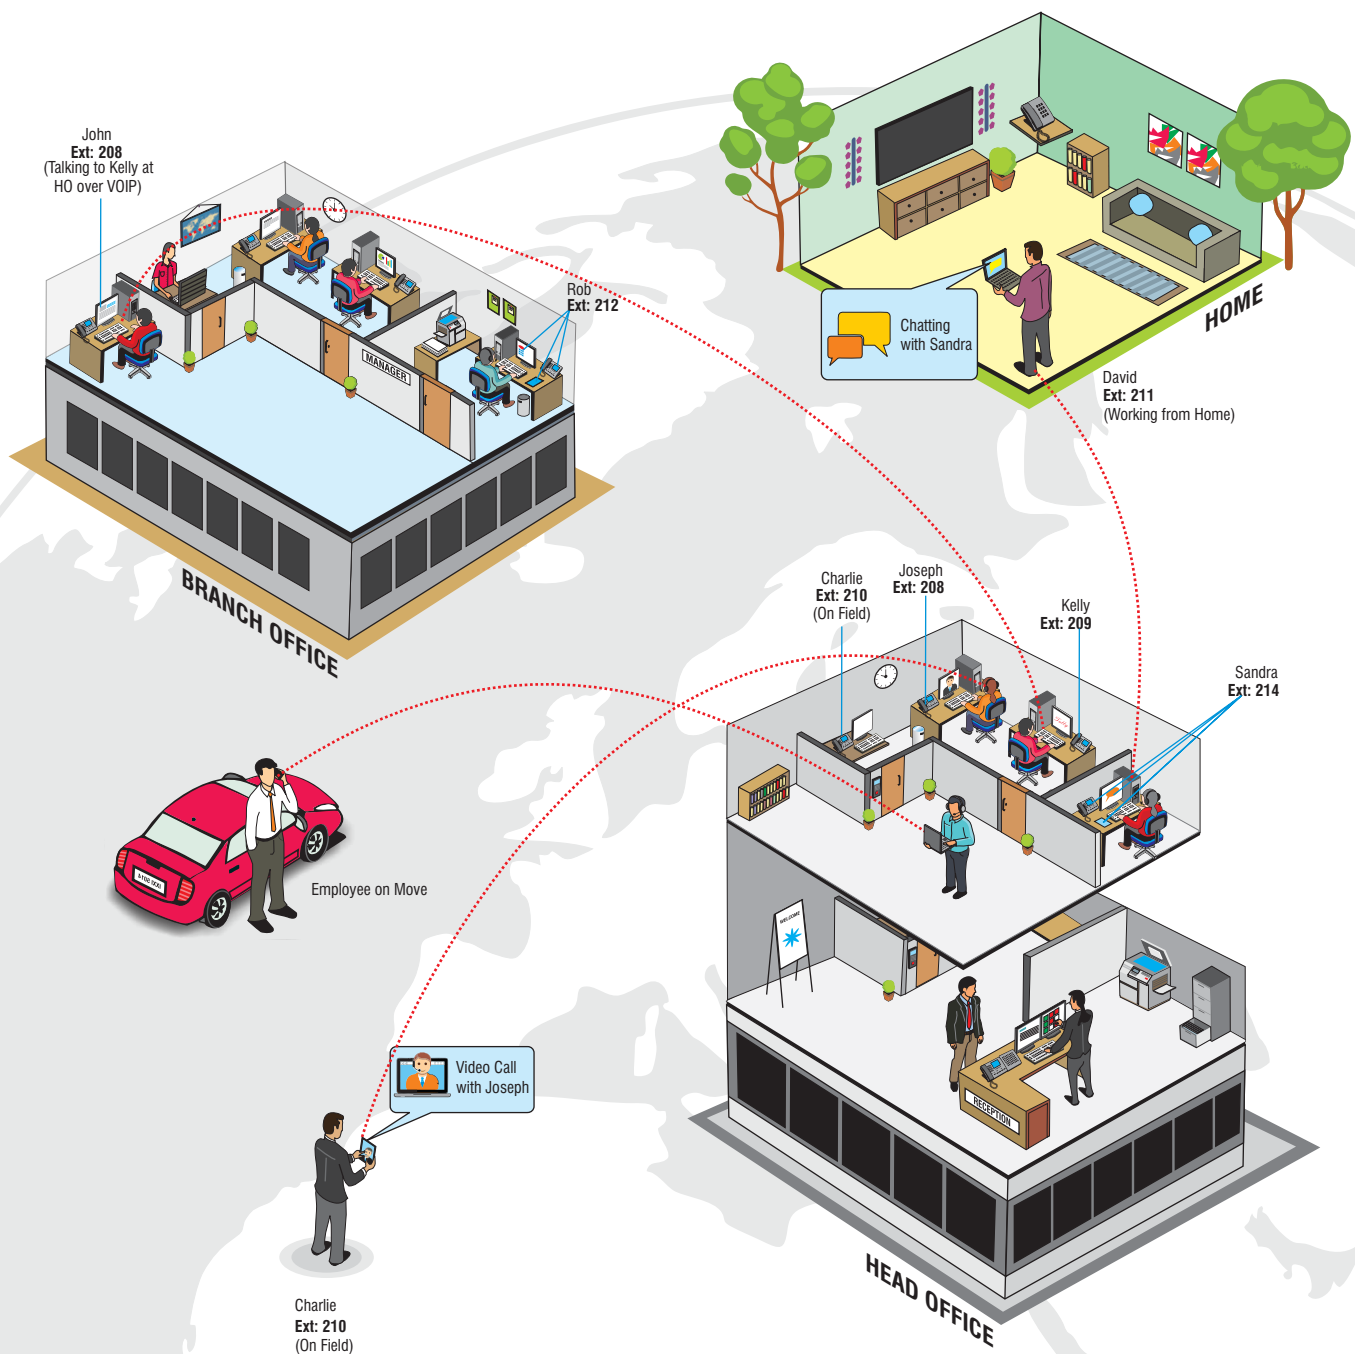 John
Ext: 208
(Talking to Kelly at
HO over VOIP)
Rob
Ext: 212
MANAGER
BRANCH OFFICE
Chatting
with Sandra
HOME
David
Ext: 211
(Working from Home)
Charlie
Ext: 210
(On Field)
Joseph
Ext: 208
Kelly
Ext: 209
Sandra
Ext: 214
Employee on Move
WELCOME
RECEPTION
HEAD OFFICE
Video Call
with Joseph
Charlie
Ext: 210
(On Field)